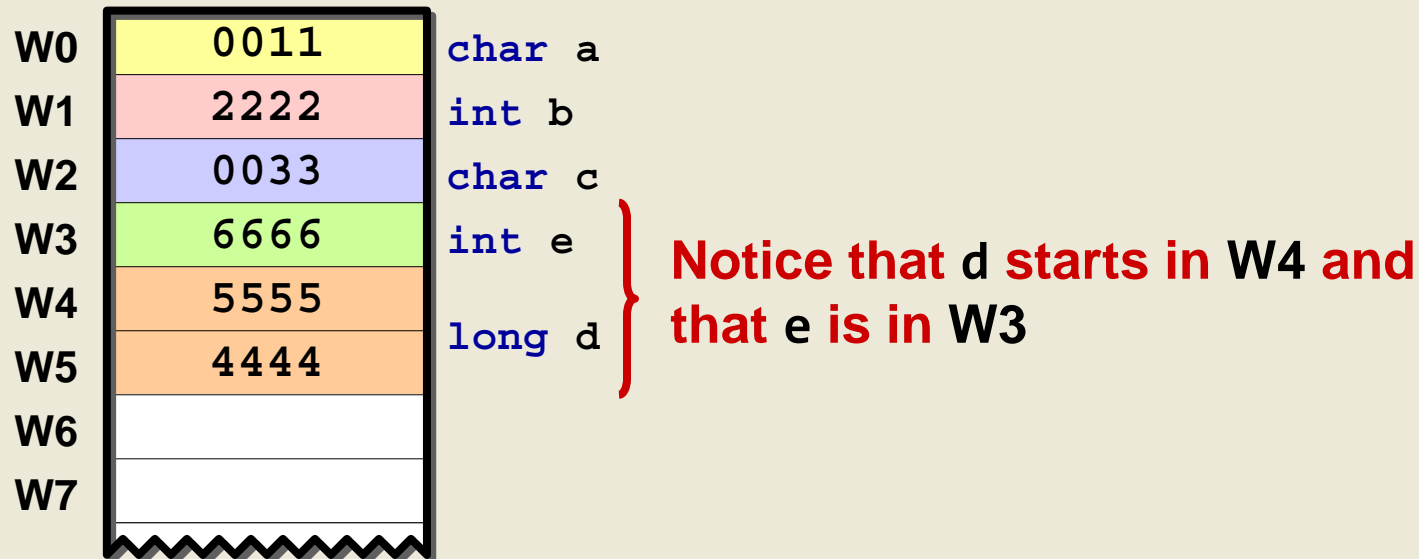 W0 0011 char a
W1 2222 int b
W2 0033 char c
W3 6666 int e
W4 5555
long d
W5 4444
W6
W7
Notice that d starts in W4 and
that e is in W3